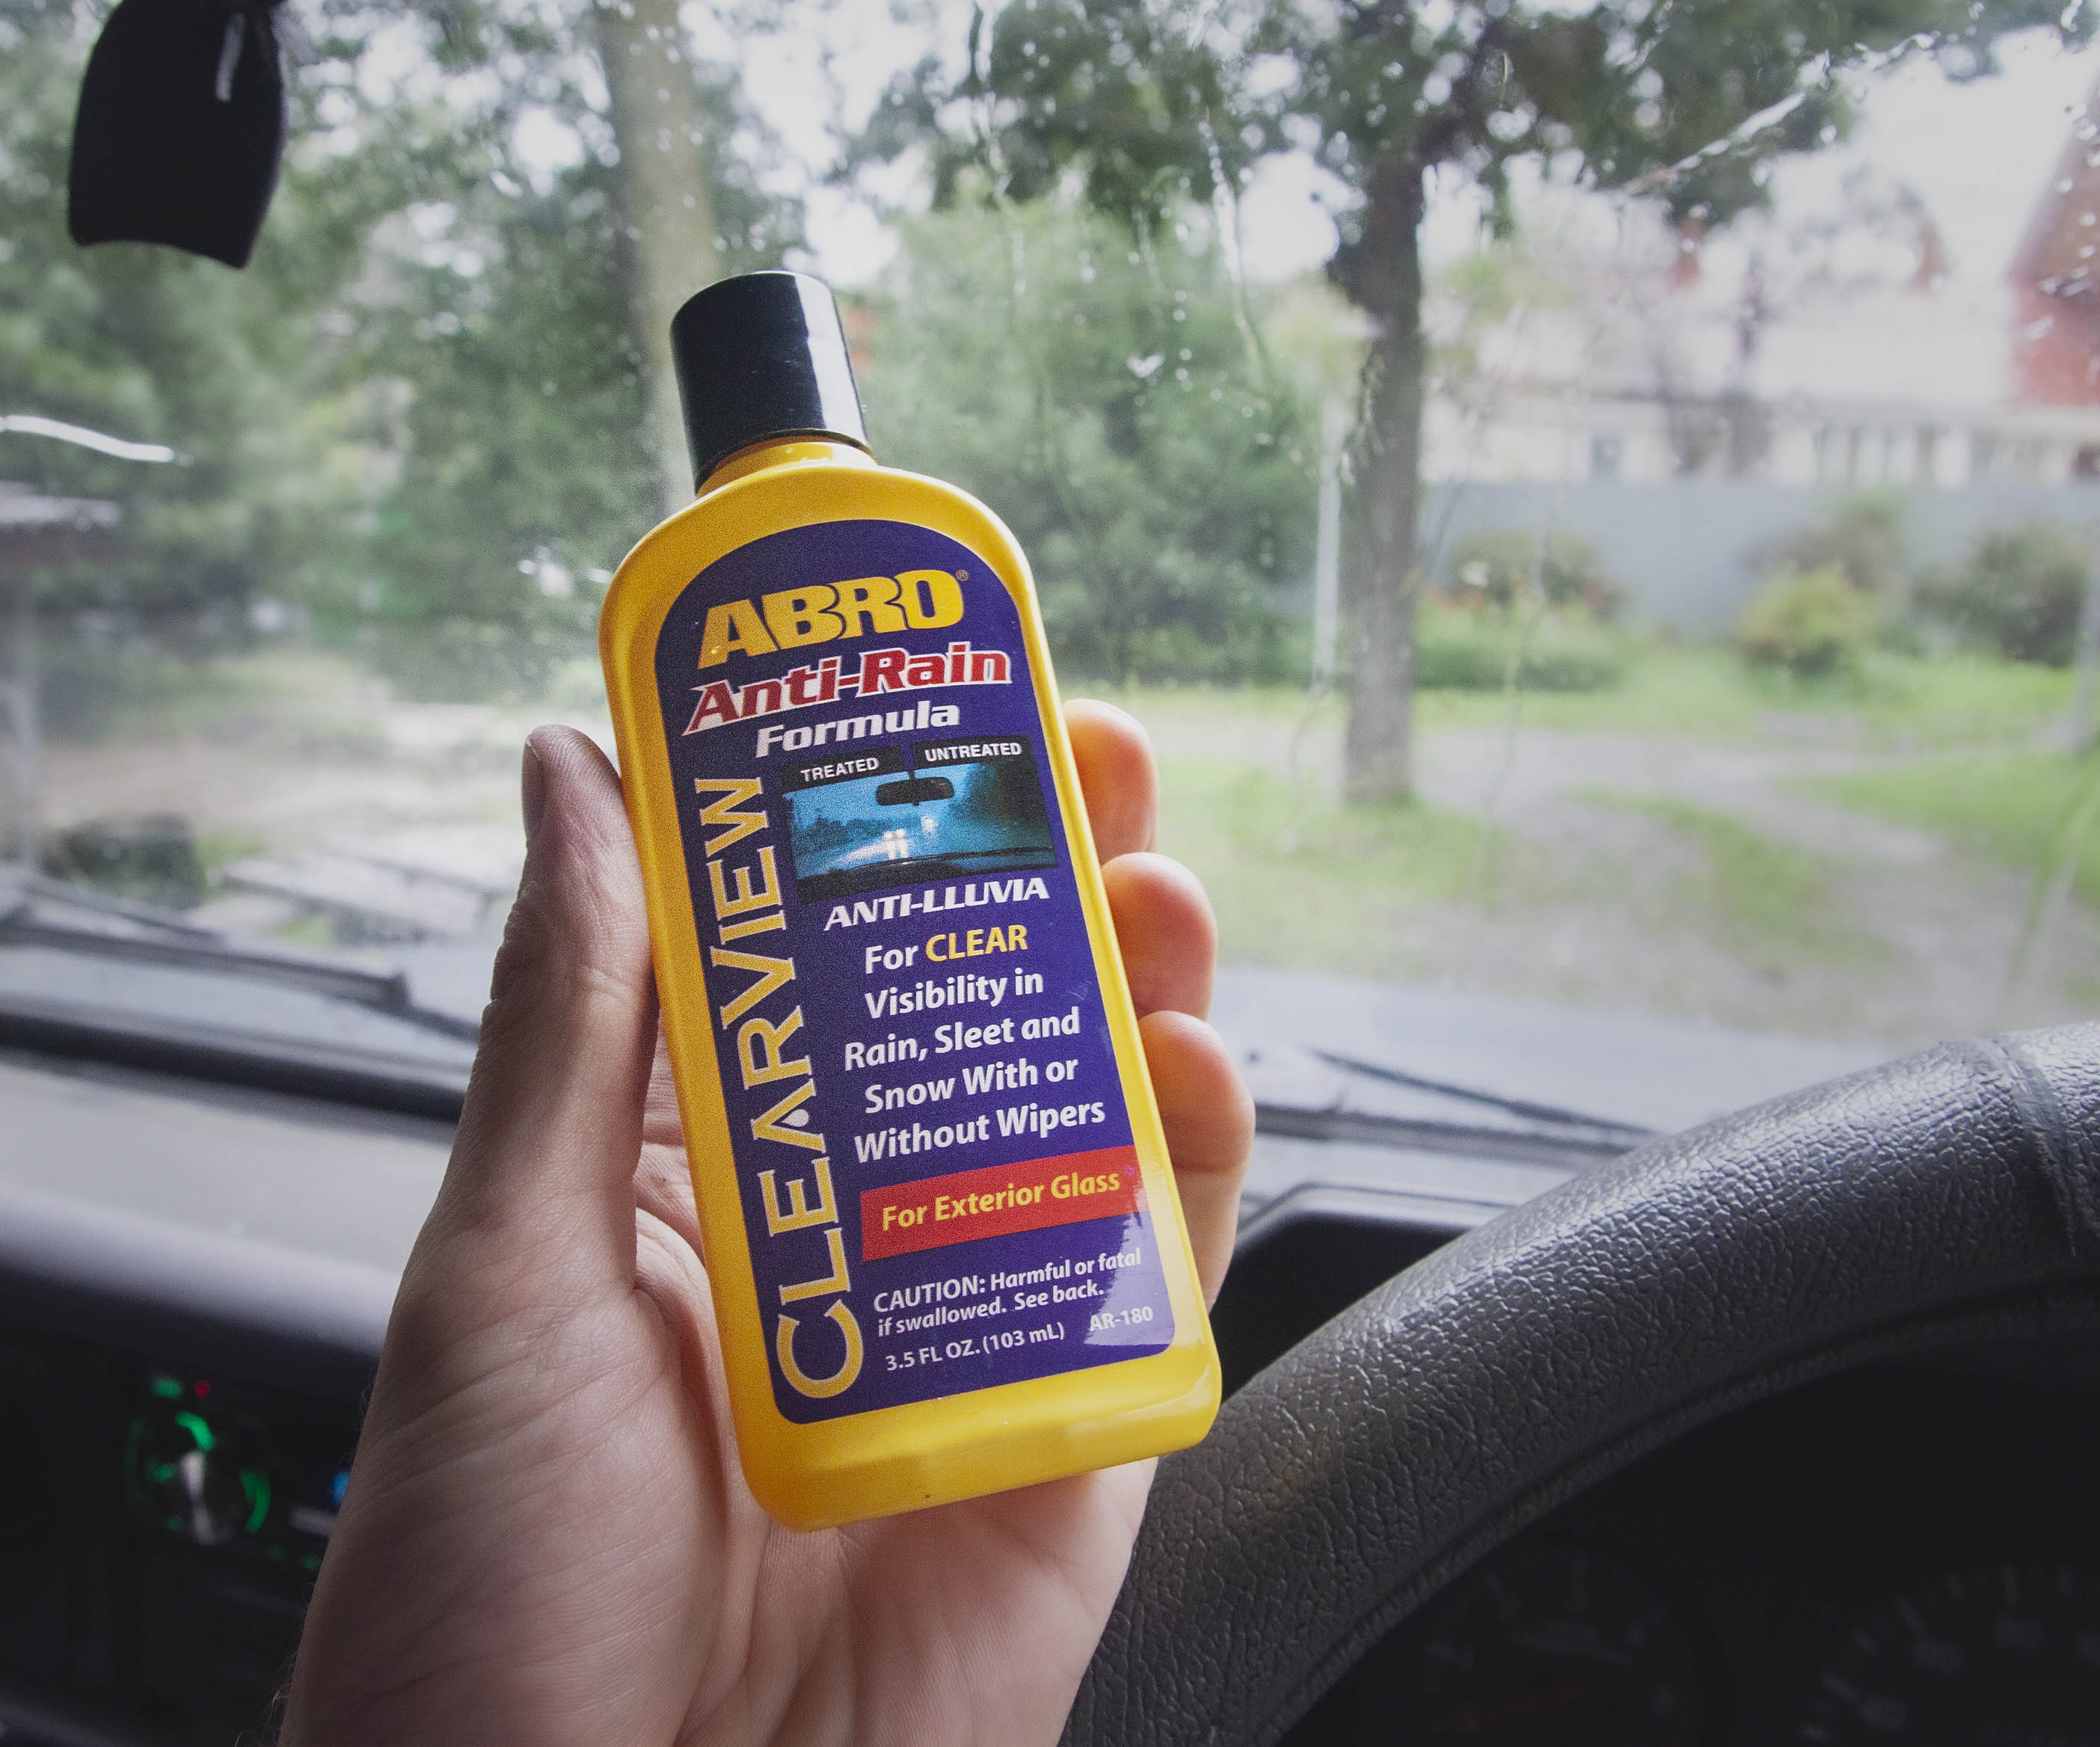 ABRO®
Anti-Rain
Formula
TREATED
UNTREATED
CLEARVIEW
ANTI-LLUVIA
For CLEAR
Visibility in
Rain, Sleet and
Snow With or
Without Wipers
For Exterior Glass
CAUTION: Harmful or fatal
if swallowed. See back.
3.5 FL OZ. (103 mL)
AR-180